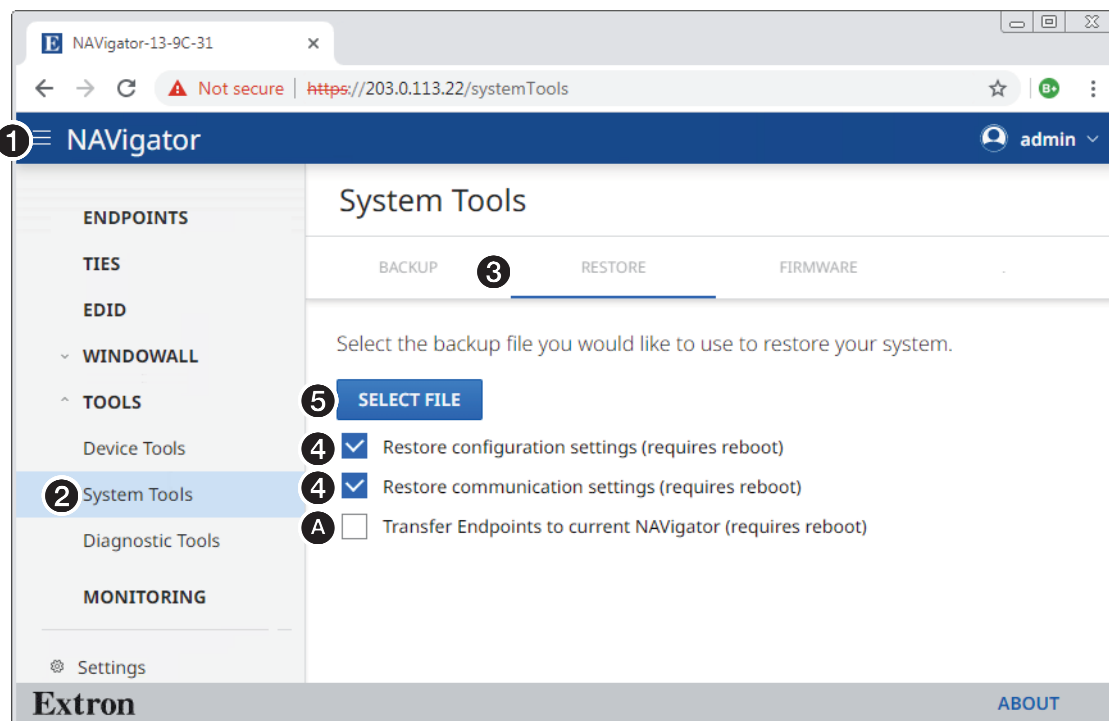 NAVigator-13-9C-31
Not secure https://203.0.113.22/systemTools
B+
1 NAVigator admin
System Tools
ENDPOINTS
TIES
EDID
WINDOWALL
TOOLS
Device Tools
2 System Tools
Diagnostic Tools
MONITORING
Settings
BACKUP 3 RESTORE FIRMWARE .
Select the backup file you would like to use to restore your system.
5 SELECT FILE
4 Restore configuration settings (requires reboot)
4 Restore communication settings (requires reboot)
A Transfer Endpoints to current NAVigator (requires reboot)
Extron ABOUT